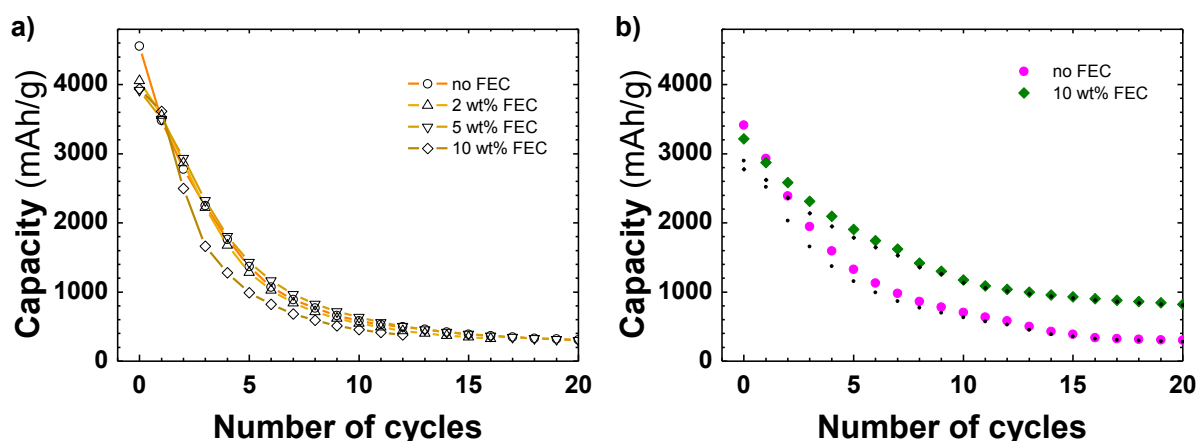 a)
Capacity (mAh/g)
4000
3000
2000
1000
0
0 5 10 15 20
Number of cycles
no FEC
2 wt% FEC
5 wt% FEC
10 wt% FEC
b)
Capacity (mAh/g)
4000
3000
2000
1000
0
0 5 10 15 20
Number of cycles
no FEC
10 wt% FEC